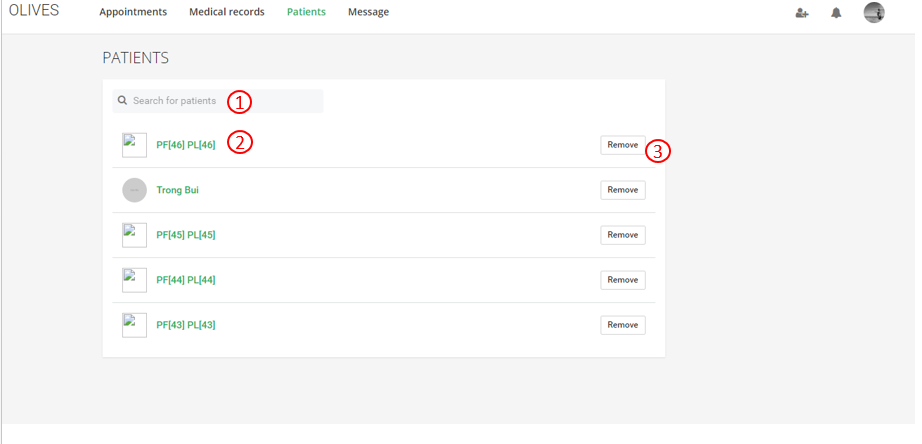 OLIVES Appointments Medical records Patients Message
PATIENTS
Search for patients 1
PF[46] PL[46] 2 Remove 3
Trong Bui Remove
PF[45] PL[45] Remove
PF[44] PL[44] Remove
PF[43] PL[43] Remove